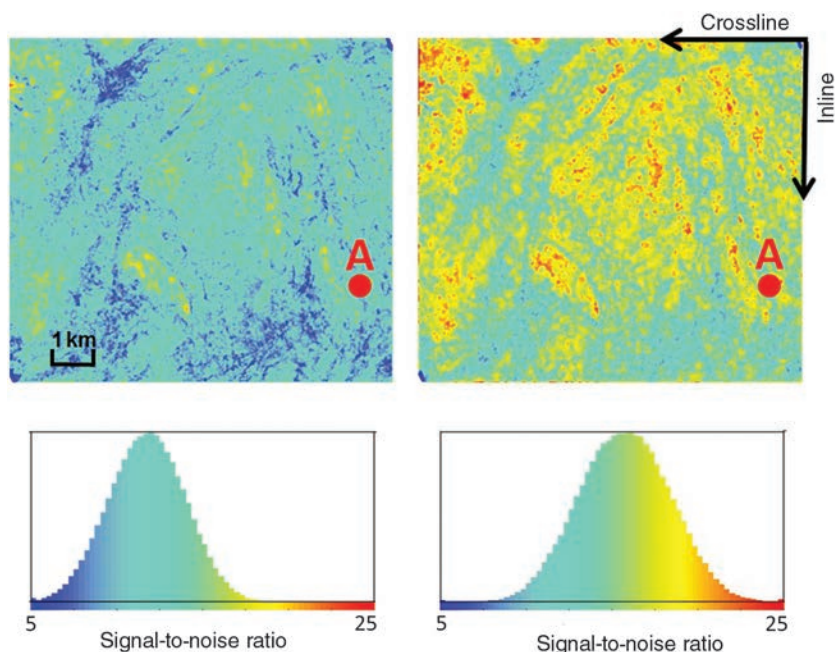 Crossline
Inline
A
A
1 km
5
25
Signal-to-noise ratio
5
25
Signal-to-noise ratio